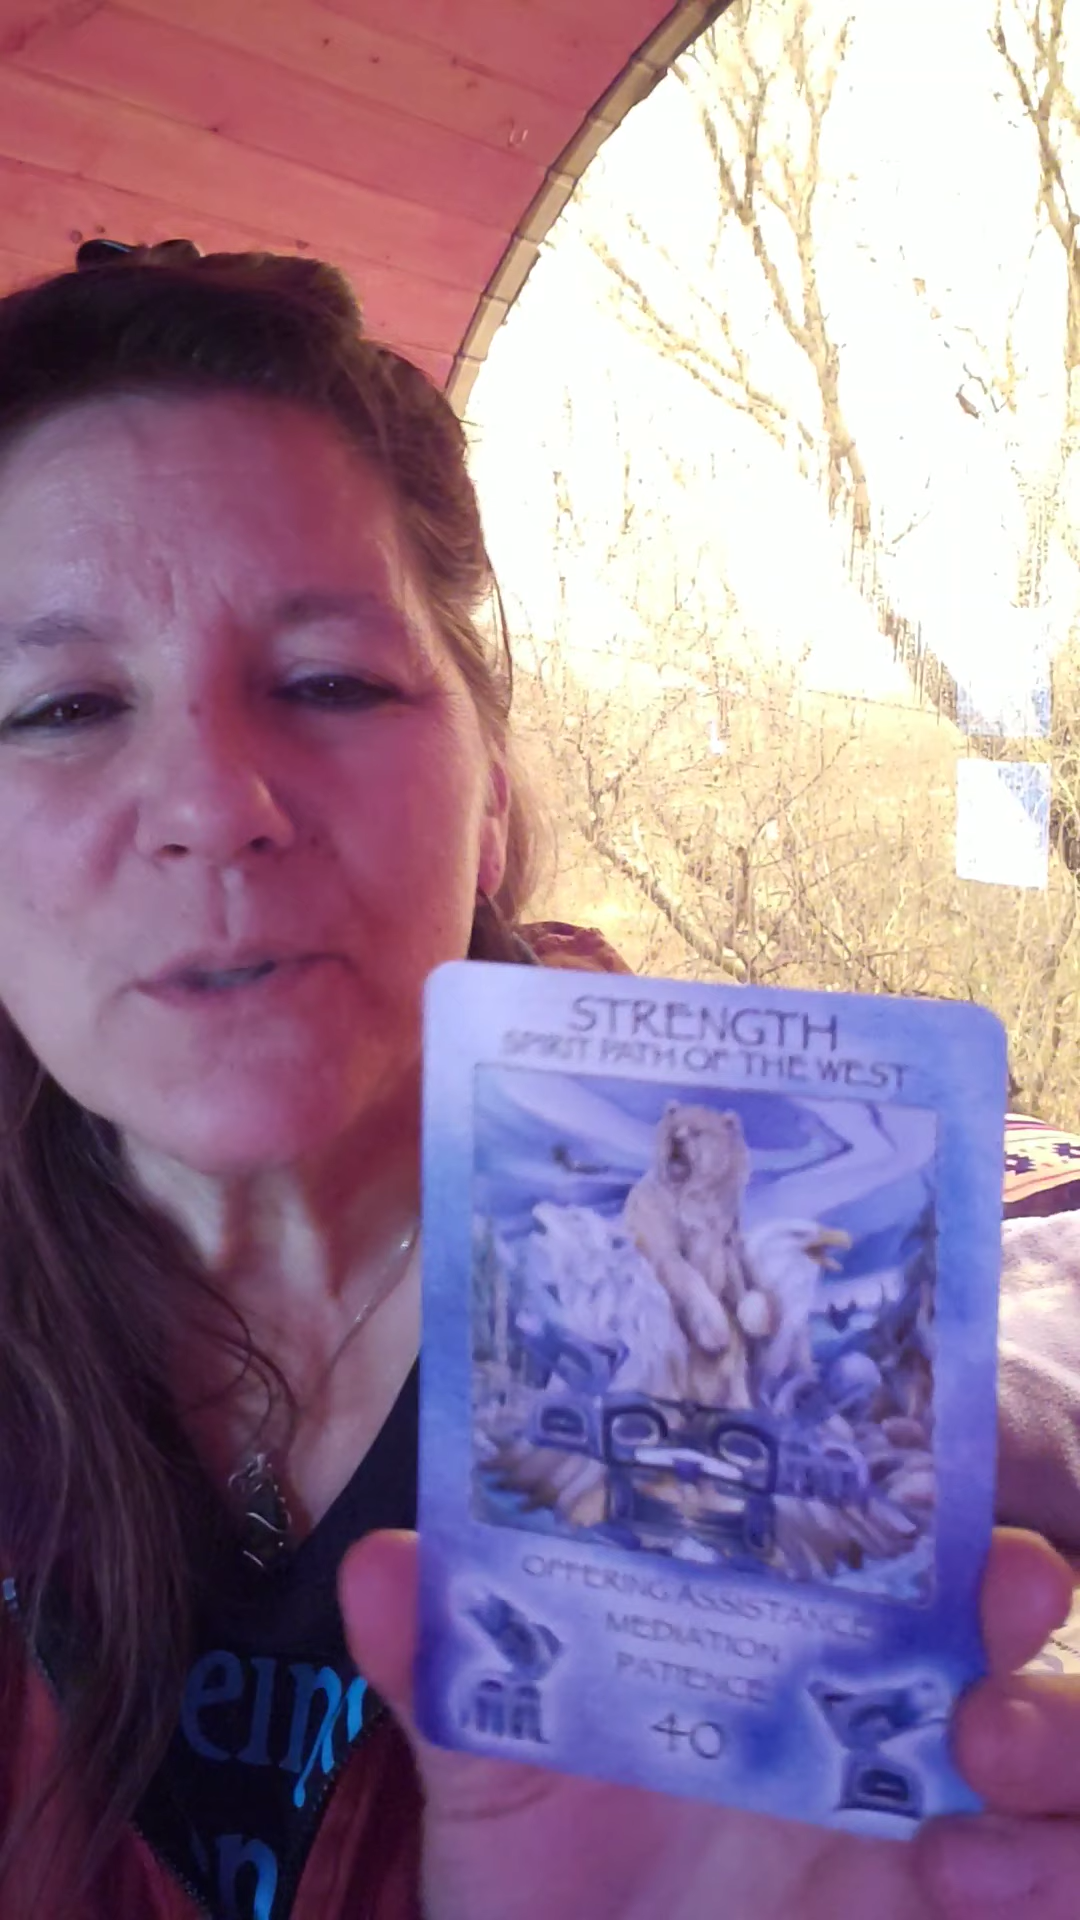 STRENGTH
SPIRIT PATH OF THE WEST
OFFERING ASSISTANCE
MEDIATION
PATIENCE
40